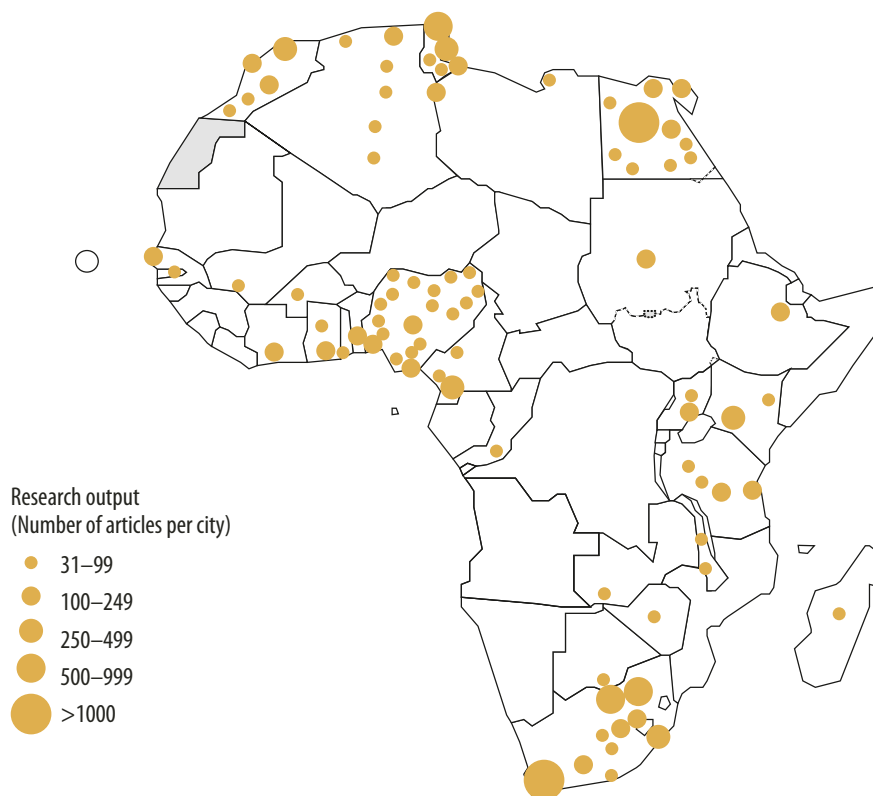 Research output
(Number of articles per city)
31–99
100–249
250–499
500–999
>1000